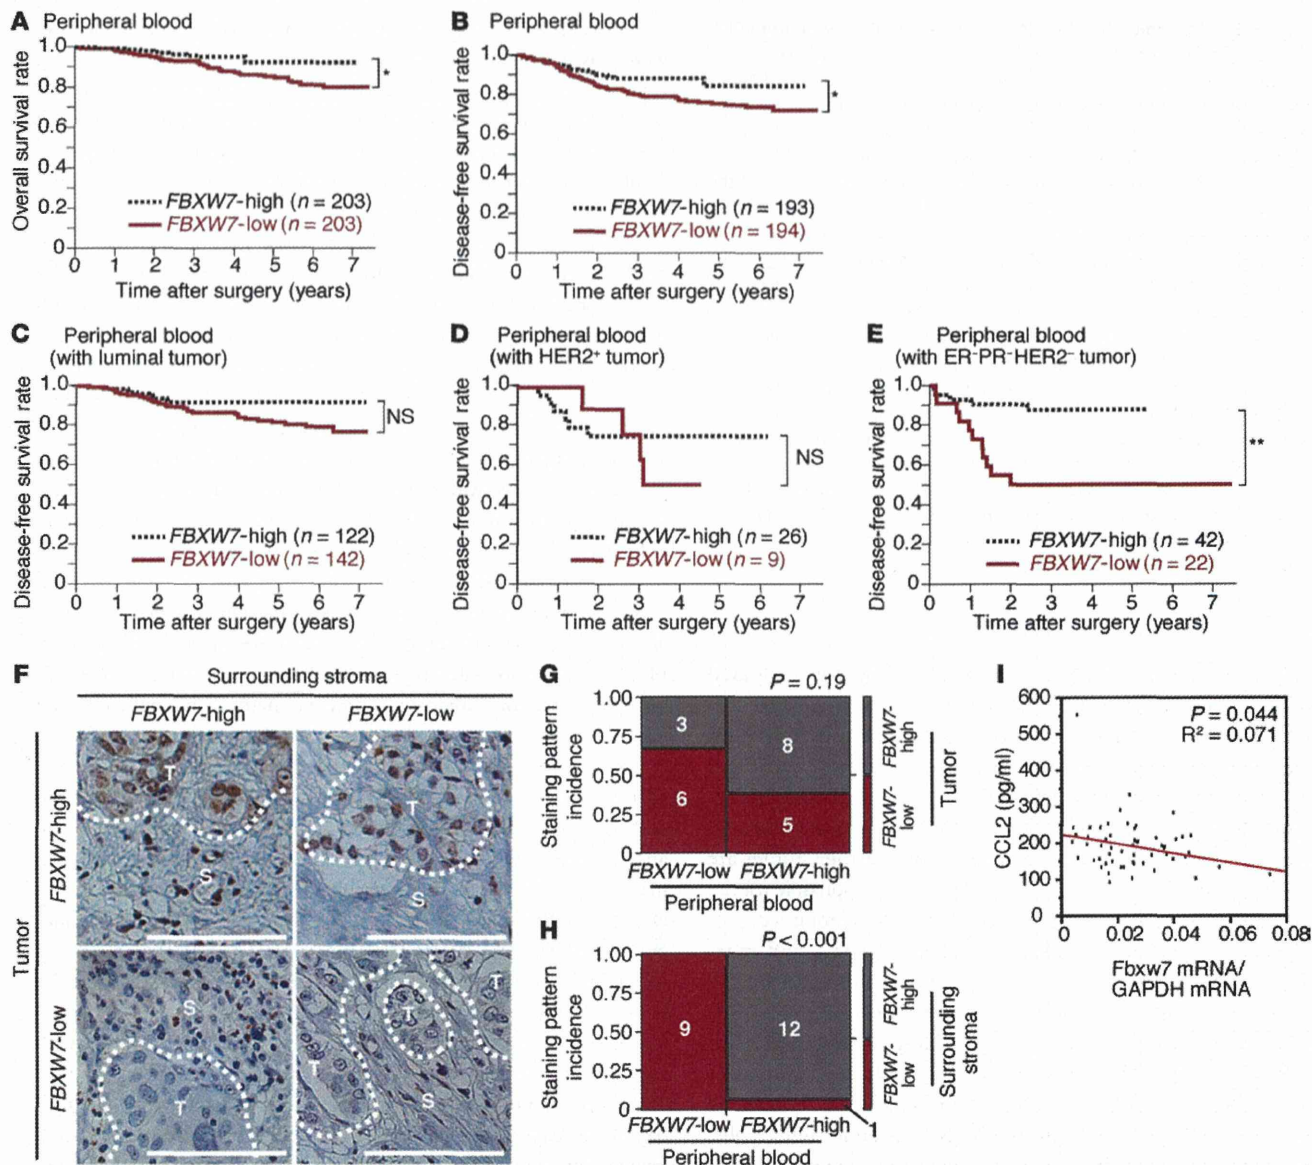 A Peripheral blood
Overall survival rate
1.0
0.8
0.6
0.4
0.2
0
FBXW7-high (n = 203)
FBXW7-low (n = 203)
*
0 1 2 3 4 5 6 7
Time after surgery (years)
B Peripheral blood
Disease-free survival rate
1.0
0.8
0.6
0.4
0.2
0
FBXW7-high (n = 193)
FBXW7-low (n = 194)
*
0 1 2 3 4 5 6 7
Time after surgery (years)
C Peripheral blood
(with luminal tumor)
Disease-free survival rate
1.0
0.8
0.6
0.4
0.2
0
NS
FBXW7-high (n = 122)
FBXW7-low (n = 142)
0 1 2 3 4 5 6 7
Time after surgery (years)
D Peripheral blood
(with HER2+ tumor)
Disease-free survival rate
1.0
0.8
0.6
0.4
0.2
0
NS
FBXW7-high (n = 26)
FBXW7-low (n = 9)
0 1 2 3 4 5 6 7
Time after surgery (years)
E Peripheral blood
(with ER-PR-HER2- tumor)
Disease-free survival rate
1.0
0.8
0.6
0.4
0.2
0
**
FBXW7-high (n = 42)
FBXW7-low (n = 22)
0 1 2 3 4 5 6 7
Time after surgery (years)
F
Surrounding stroma
FBXW7-high FBXW7-low
Tumor
FBXW7-high
FBXW7-low
T
S
T
S
S
T
T
T
T
S
G
P = 0.19
Staining pattern
incidence
1.00
0.75
0.50
0.25
0
3
8
6
5
FBXW7-low FBXW7-high
Peripheral blood
FBXW7-
high
FBXW7-
low
Tumor
H
P < 0.001
Staining pattern
incidence
1.00
0.75
0.50
0.25
0
9
12
1
FBXW7-low FBXW7-high
Peripheral blood
FBXW7-
high
FBXW7-
low
Surrounding
stroma
I
CCL2 (pg/ml)
600
500
400
300
200
100
0
P = 0.044
R² = 0.071
0 0.02 0.04 0.06 0.08
Fbxw7 mRNA/
GAPDH mRNA